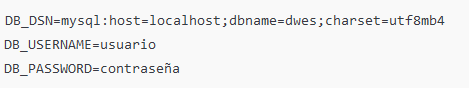 DB_DSN=mysql:host=localhost;dbname=dwes;charset=utf8mb4
DB_USERNAME=usuario
DB_PASSWORD=contraseña